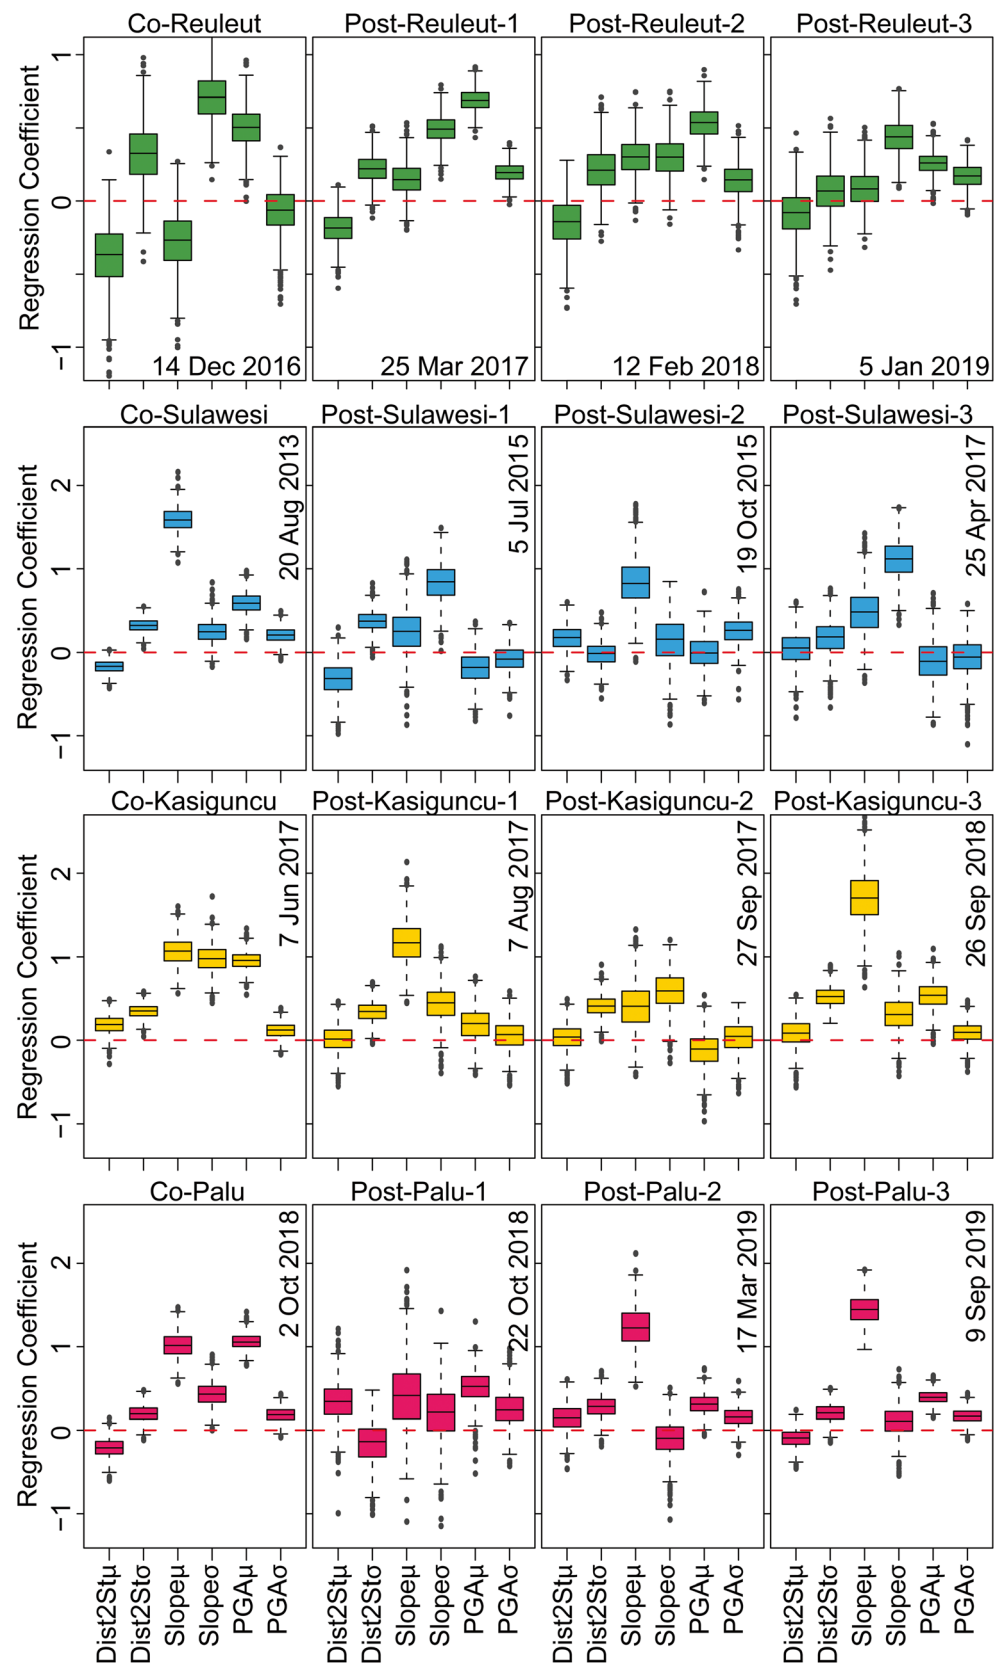 Co-Reuleut
Post-Reuleut-1
Post-Reuleut-2
Post-Reuleut-3
Regression Coefficient
1
0
−1
14 Dec 2016
25 Mar 2017
12 Feb 2018
5 Jan 2019
Co-Sulawesi
Post-Sulawesi-1
Post-Sulawesi-2
Post-Sulawesi-3
Regression Coefficient
2
1
0
−1
20 Aug 2013
5 Jul 2015
19 Oct 2015
25 Apr 2017
Co-Kasiguncu
Post-Kasiguncu-1
Post-Kasiguncu-2
Post-Kasiguncu-3
Regression Coefficient
2
1
0
−1
7 Jun 2017
7 Aug 2017
27 Sep 2017
26 Sep 2018
Co-Palu
Post-Palu-1
Post-Palu-2
Post-Palu-3
Regression Coefficient
2
1
0
−1
2 Oct 2018
22 Oct 2018
17 Mar 2019
9 Sep 2019
Dist2Stμ
Dist2Stσ
Slopeμ
Slopeσ
PGAμ
PGAσ
Dist2Stμ
Dist2Stσ
Slopeμ
Slopeσ
PGAμ
PGAσ
Dist2Stμ
Dist2Stσ
Slopeμ
Slopeσ
PGAμ
PGAσ
Dist2Stμ
Dist2Stσ
Slopeμ
Slopeσ
PGAμ
PGAσ